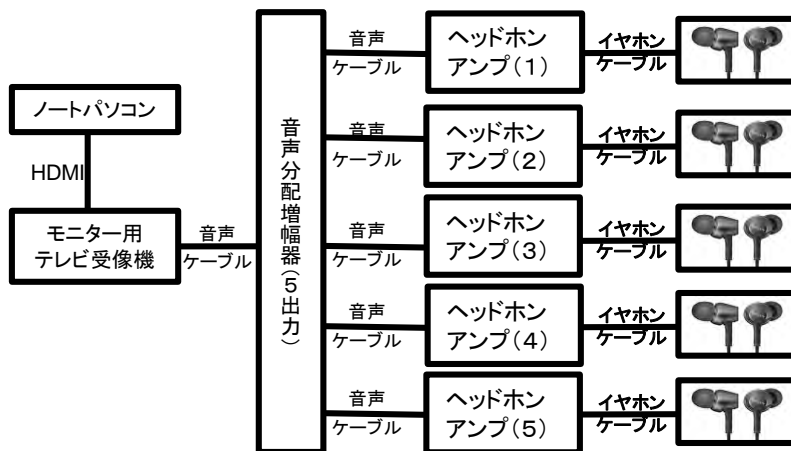 ノートパソコン
HDMI
モニター用
テレビ受像機
音声
ケーブル
音声分配増幅器(5出力)
音声
ケーブル
ヘッドホン
アンプ(1)
イヤホン
ケーブル
音声
ケーブル
ヘッドホン
アンプ(2)
イヤホン
ケーブル
音声
ケーブル
ヘッドホン
アンプ(3)
イヤホン
ケーブル
音声
ケーブル
ヘッドホン
アンプ(4)
イヤホン
ケーブル
音声
ケーブル
ヘッドホン
アンプ(5)
イヤホン
ケーブル